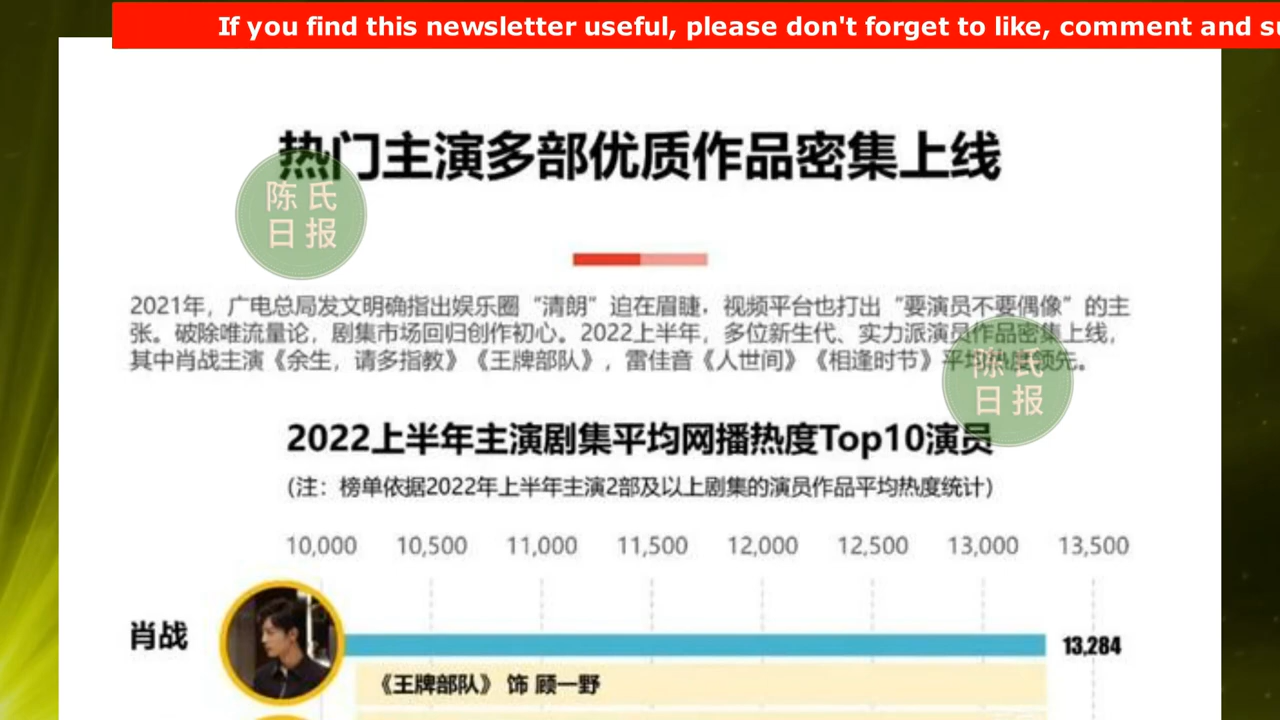 If you find this newsletter useful, please don't forget to like, comment and su
热门主演多部优质作品密集上线
陈氏
日报
2021年，广电总局发文明确指出娱乐圈“清朗”迫在眉睫，视频平台也打出“要演员不要偶像”的主
张。破除唯流量论，剧集市场回归创作初心。2022上半年，多位新生代、实力派演员作品密集上线，
其中肖战主演《余生，请多指教》《王牌部队》，雷佳音《人世间》《相逢时节》平均热度领先。
陈氏
日报
2022上半年主演剧集平均网播热度Top10演员
(注：榜单依据2022年上半年主演2部及以上剧集的演员作品平均热度统计)
10,000 10,500 11,000 11,500 12,000 12,500 13,000 13,500
肖战 13,284
《王牌部队》 饰 顾一野